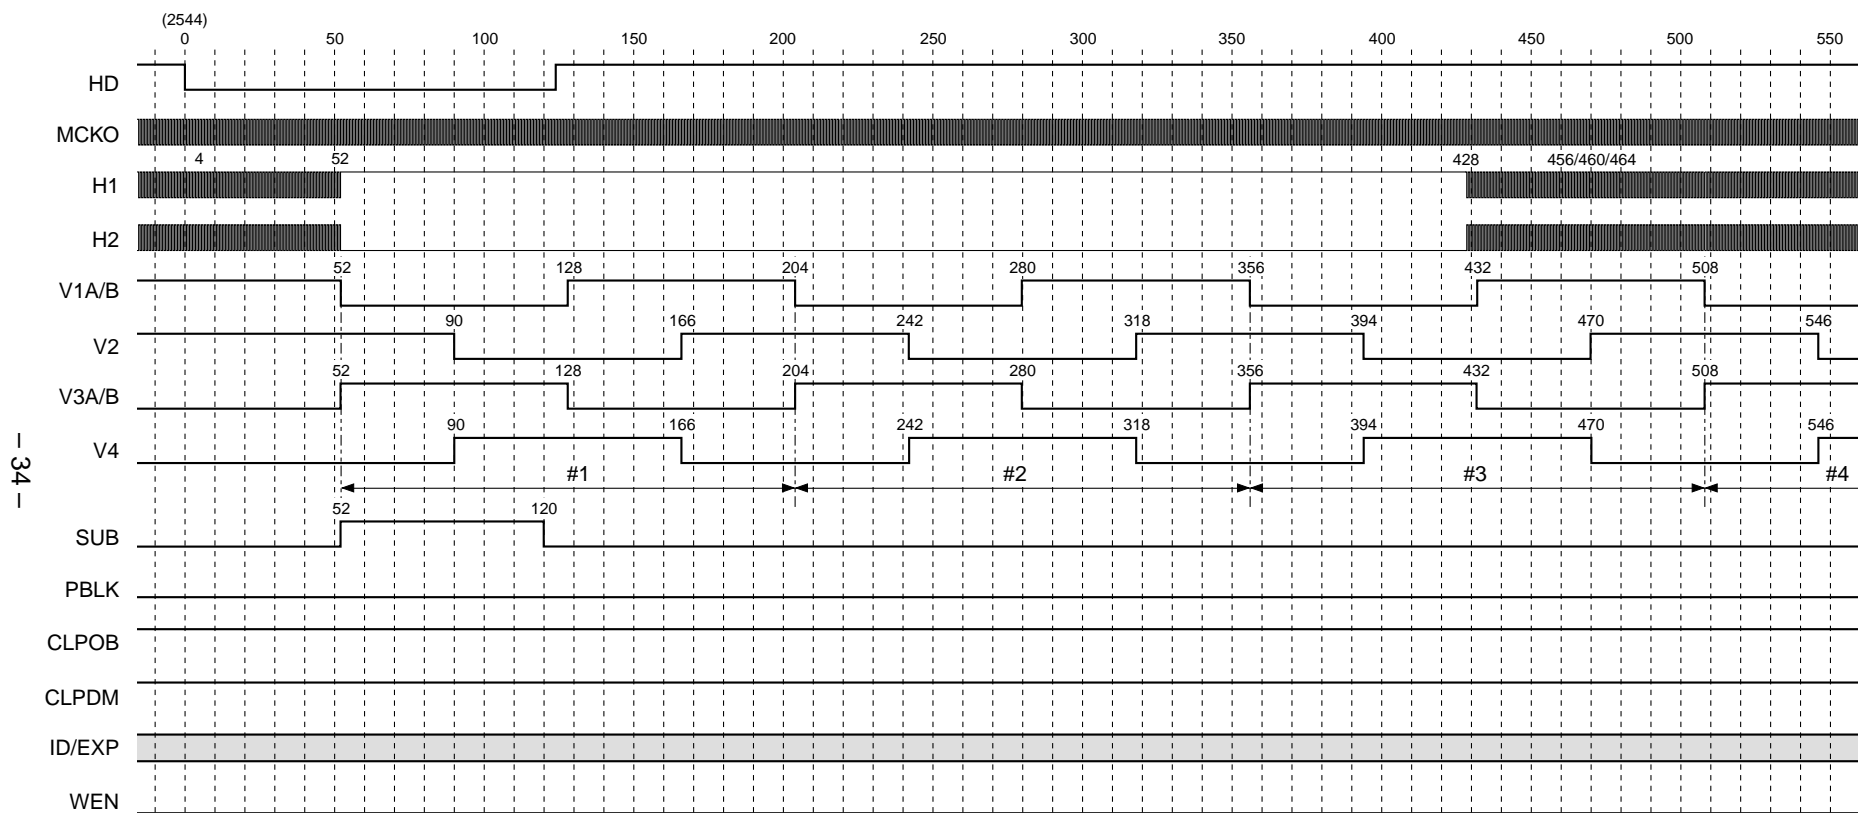 (2544)
0 50 100 150 200 250 300 350 400 450 500 550
HD
MCKO
4 52 428 456/460/464
H1
H2
52 128 204 280 356 432 508
V1A/B
90 166 242 318 394 470 546
V2
52 128 204 280 356 432 508
V3A/B
90 166 242 318 394 470 546
V4
#1 #2 #3 #4
52 120
SUB
PBLK
CLPOB
CLPDM
ID/EXP
WEN
– 34 –